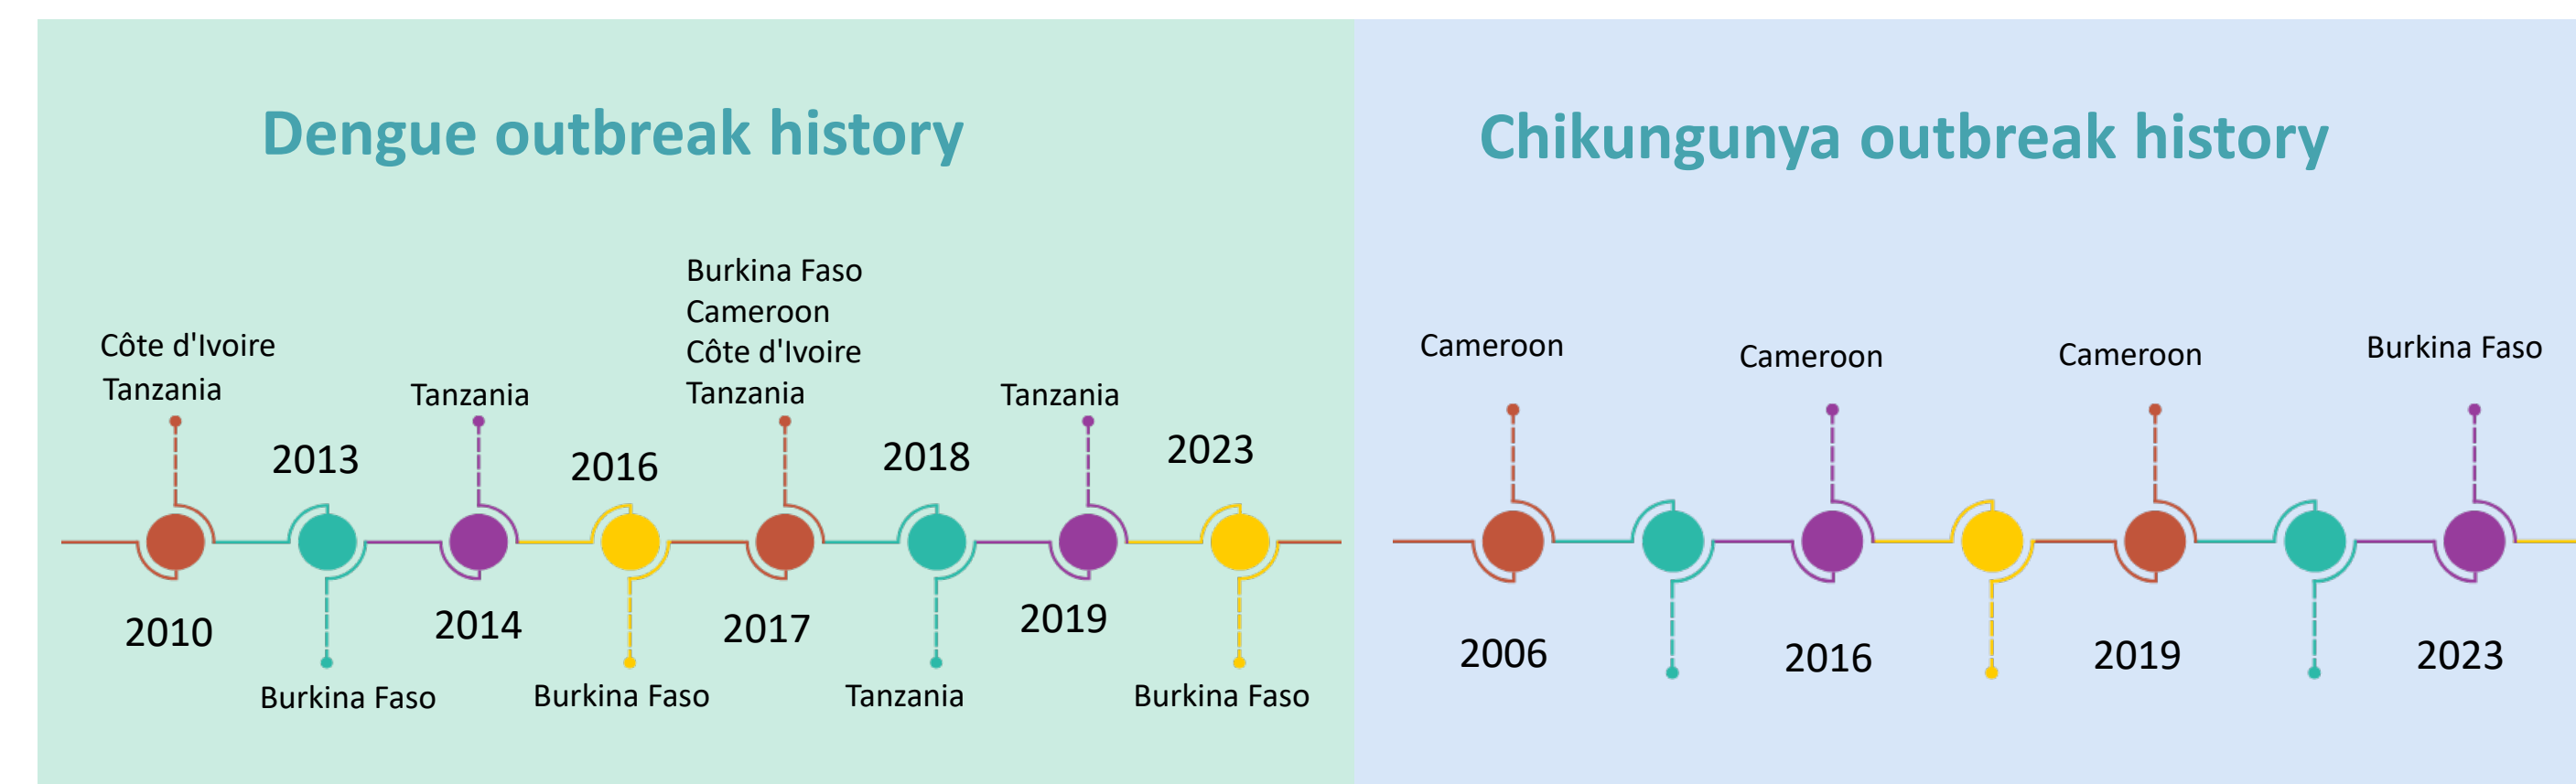 Dengue outbreak history
Côte d'Ivoire
Tanzania
2010
2013
Burkina Faso
Tanzania
2014
2016
Burkina Faso
Burkina Faso
Cameroon
Côte d'Ivoire
Tanzania
2017
2018
Tanzania
Tanzania
2019
2023
Burkina Faso
Chikungunya outbreak history
Cameroon
2006
Cameroon
2016
Cameroon
2019
Burkina Faso
2023